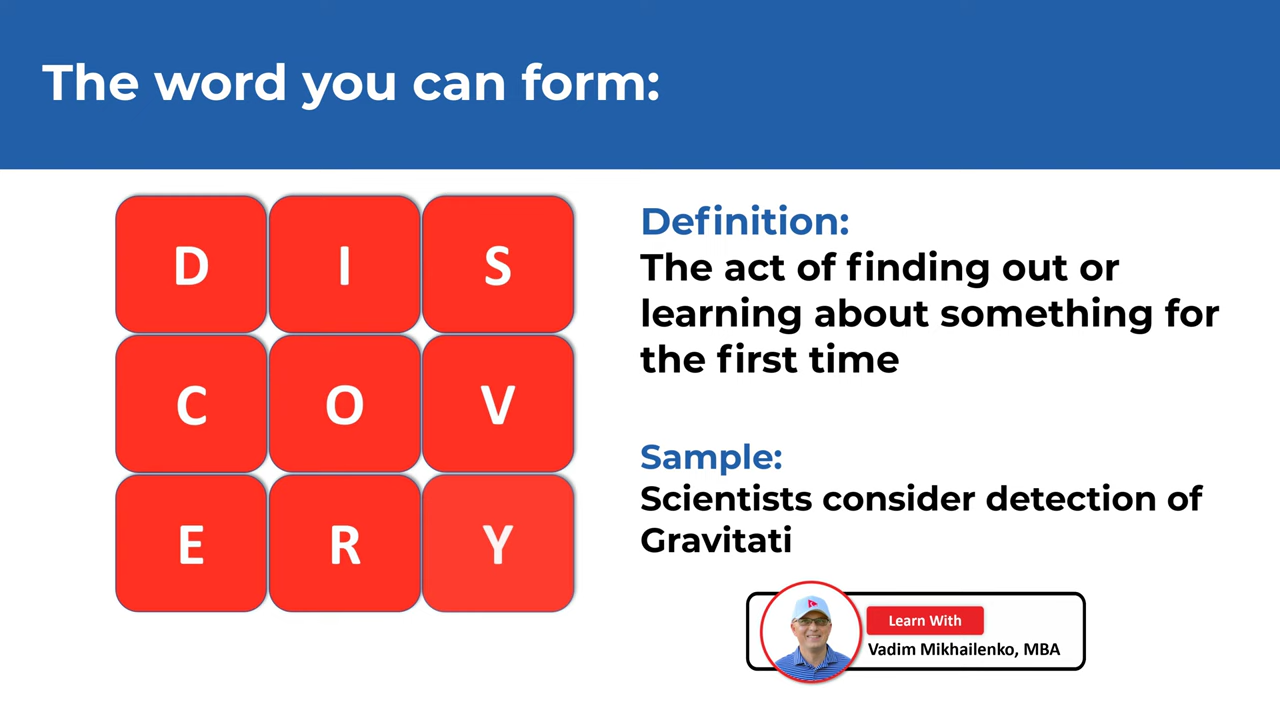 The word you can form:
D I S
C O V
E R Y
Definition:
The act of finding out or
learning about something for
the first time
Sample:
Scientists consider detection of
Gravitati
Learn With
Vadim Mikhailenko, MBA